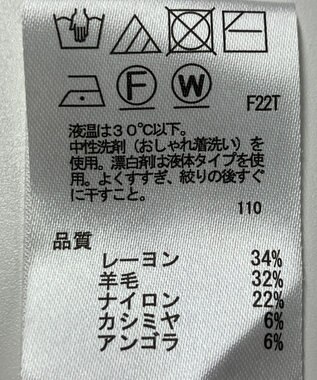 F W
F22T
液温は30℃以下。
中性洗剤（おしゃれ着洗い）を
使用。漂白剤は液体タイプを使
用。よくすすぎ、絞りの後すぐ
に干すこと。
110
品質
レーヨン 34%
羊毛 32%
ナイロン 22%
カシミヤ 6%
アンゴラ 6%